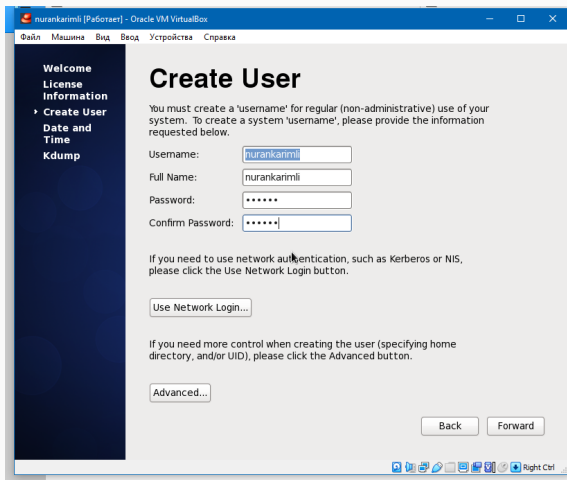 nurankarimli [Работает] - Oracle VM VirtualBox
Файл Машина Вид Ввод Устройства Справка
Welcome
License
Information
Create User
Date and
Time
Kdump
Create User
You must create a 'username' for regular (non-administrative) use of your
system. To create a system 'username', please provide the information
requested below.
Username: nurankarimli
Full Name: nurankarimli
Password: ••••••
Confirm Password: ••••••
If you need to use network authentication, such as Kerberos or NIS,
please click the Use Network Login button.
Use Network Login...
If you need more control when creating the user (specifying home
directory, and/or UID), please click the Advanced button.
Advanced...
Back Forward
Right Ctrl